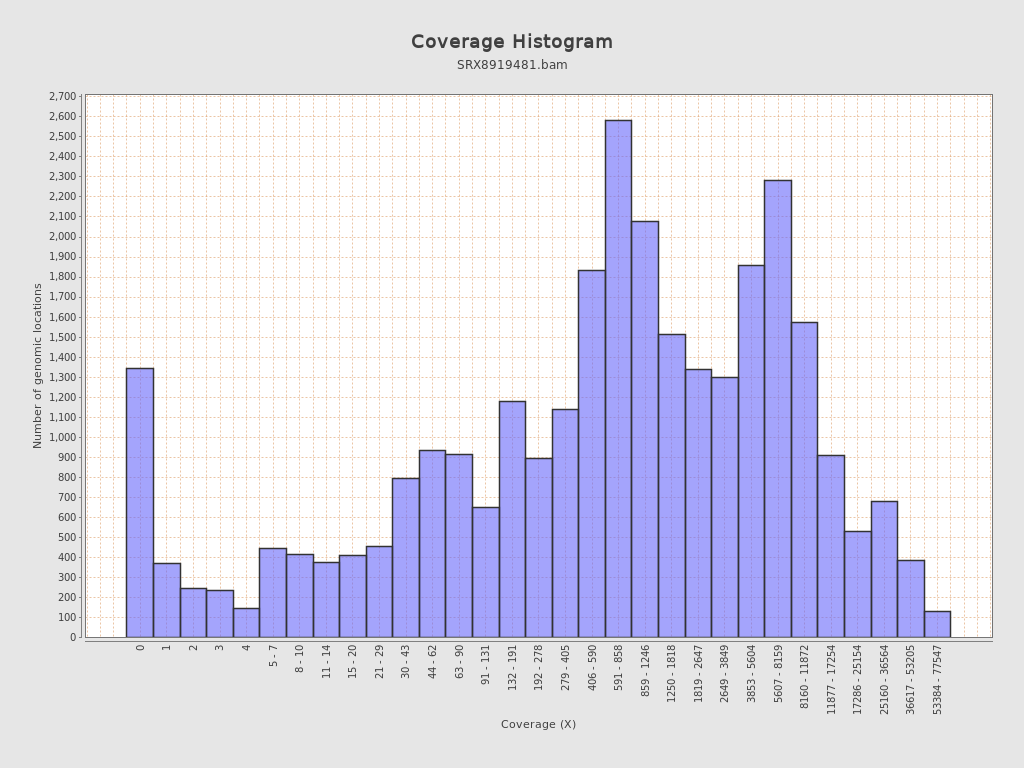 Coverage Histogram
SRX8919481.bam
Number of genomic locations
2,700
2,600
2,500
2,400
2,300
2,200
2,100
2,000
1,900
1,800
1,700
1,600
1,500
1,400
1,300
1,200
1,100
1,000
900
800
700
600
500
400
300
200
100
0
0
1
2
3
4
5 - 7
8 - 10
11 - 14
15 - 20
21 - 29
30 - 43
44 - 62
63 - 90
91 - 131
132 - 191
192 - 278
279 - 405
406 - 590
591 - 858
859 - 1246
1250 - 1818
1819 - 2647
2649 - 3849
3853 - 5604
5607 - 8159
8160 - 11872
11877 - 17254
17286 - 25154
25160 - 36564
36617 - 53205
53384 - 77547
Coverage (X)